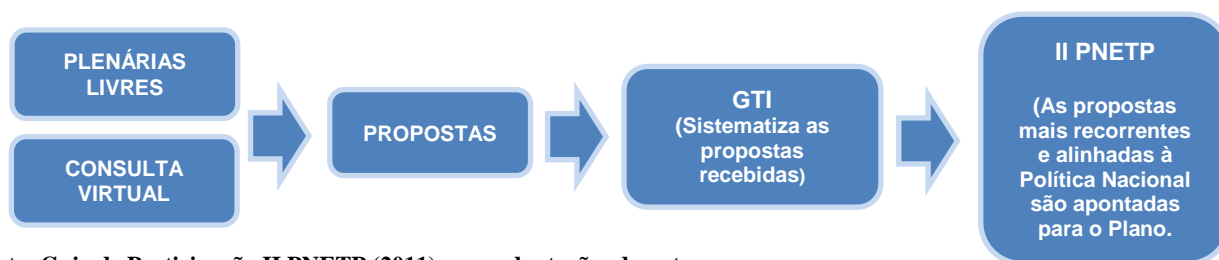 PLENÁRIAS
LIVRES
CONSULTA
VIRTUAL
PROPOSTAS
GTI
(Sistematiza as
propostas
recebidas)
II PNETP
(As propostas
mais recorrentes
e alinhadas à
Política Nacional
são apontadas
para o Plano.